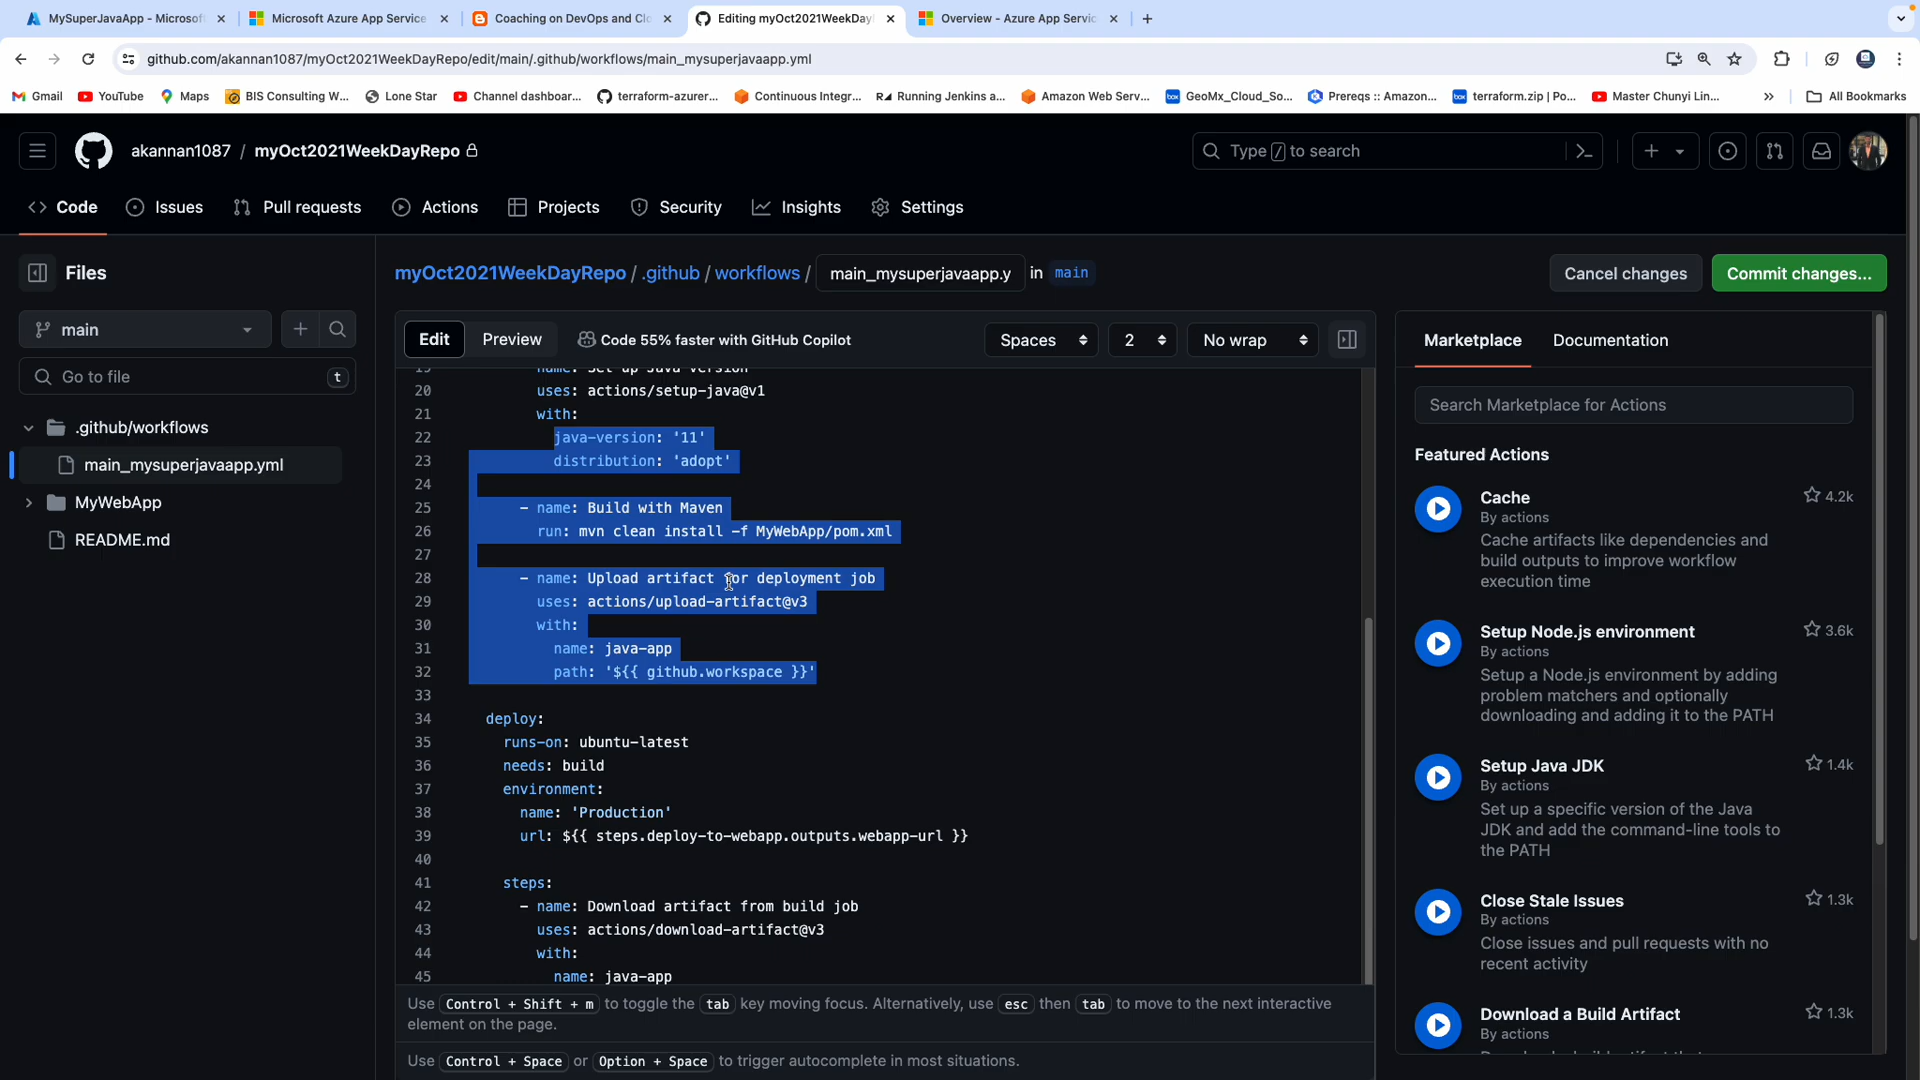 MySuperJavaApp - Microsoft
Microsoft Azure App Service
Coaching on DevOps and Clo
Editing myOct2021WeekDay
Overview - Azure App Servic
github.com/akannan1087/myOct2021WeekDayRepo/edit/main/.github/workflows/main_mysuperjavaapp.yml
Gmail
YouTube
Maps
BIS Consulting W...
Lone Star
Channel dashboar...
terraform-azurer...
Continuous Integr...
Running Jenkins a...
Amazon Web Serv...
GeoMx_Cloud_So...
Prereqs :: Amazon...
terraform.zip | Po...
Master Chunyi Lin...
»
All Bookmarks
akannan1087 / myOct2021WeekDayRepo
Type / to search
Code
Issues
Pull requests
Actions
Projects
Security
Insights
Settings
Files
main
Go to file
t
.github/workflows
main_mysuperjavaapp.yml
MyWebApp
README.md
myOct2021WeekDayRepo / .github / workflows / main_mysuperjavaapp.y in main
Cancel changes
Commit changes...
Edit
Preview
Code 55% faster with GitHub Copilot
Spaces
2
No wrap
19 name: Set up Java version
20 uses: actions/setup-java@v1
21 with:
22 java-version: '11'
23 distribution: 'adopt'
24
25 - name: Build with Maven
26 run: mvn clean install -f MyWebApp/pom.xml
27
28 - name: Upload artifact for deployment job
29 uses: actions/upload-artifact@v3
30 with:
31 name: java-app
32 path: '${{ github.workspace }}'
33
34 deploy:
35 runs-on: ubuntu-latest
36 needs: build
37 environment:
38 name: 'Production'
39 url: ${{ steps.deploy-to-webapp.outputs.webapp-url }}
40
41 steps:
42 - name: Download artifact from build job
43 uses: actions/download-artifact@v3
44 with:
45 name: java-app
Use Control + Shift + m to toggle the tab key moving focus. Alternatively, use esc then tab to move to the next interactive
element on the page.
Use Control + Space or Option + Space to trigger autocomplete in most situations.
Marketplace
Documentation
Search Marketplace for Actions
Featured Actions
Cache
4.2k
By actions
Cache artifacts like dependencies and
build outputs to improve workflow
execution time
Setup Node.js environment
3.6k
By actions
Setup a Node.js environment by adding
problem matchers and optionally
downloading and adding it to the PATH
Setup Java JDK
1.4k
By actions
Set up a specific version of the Java
JDK and add the command-line tools to
the PATH
Close Stale Issues
1.3k
By actions
Close issues and pull requests with no
recent activity
Download a Build Artifact
1.3k
By actions